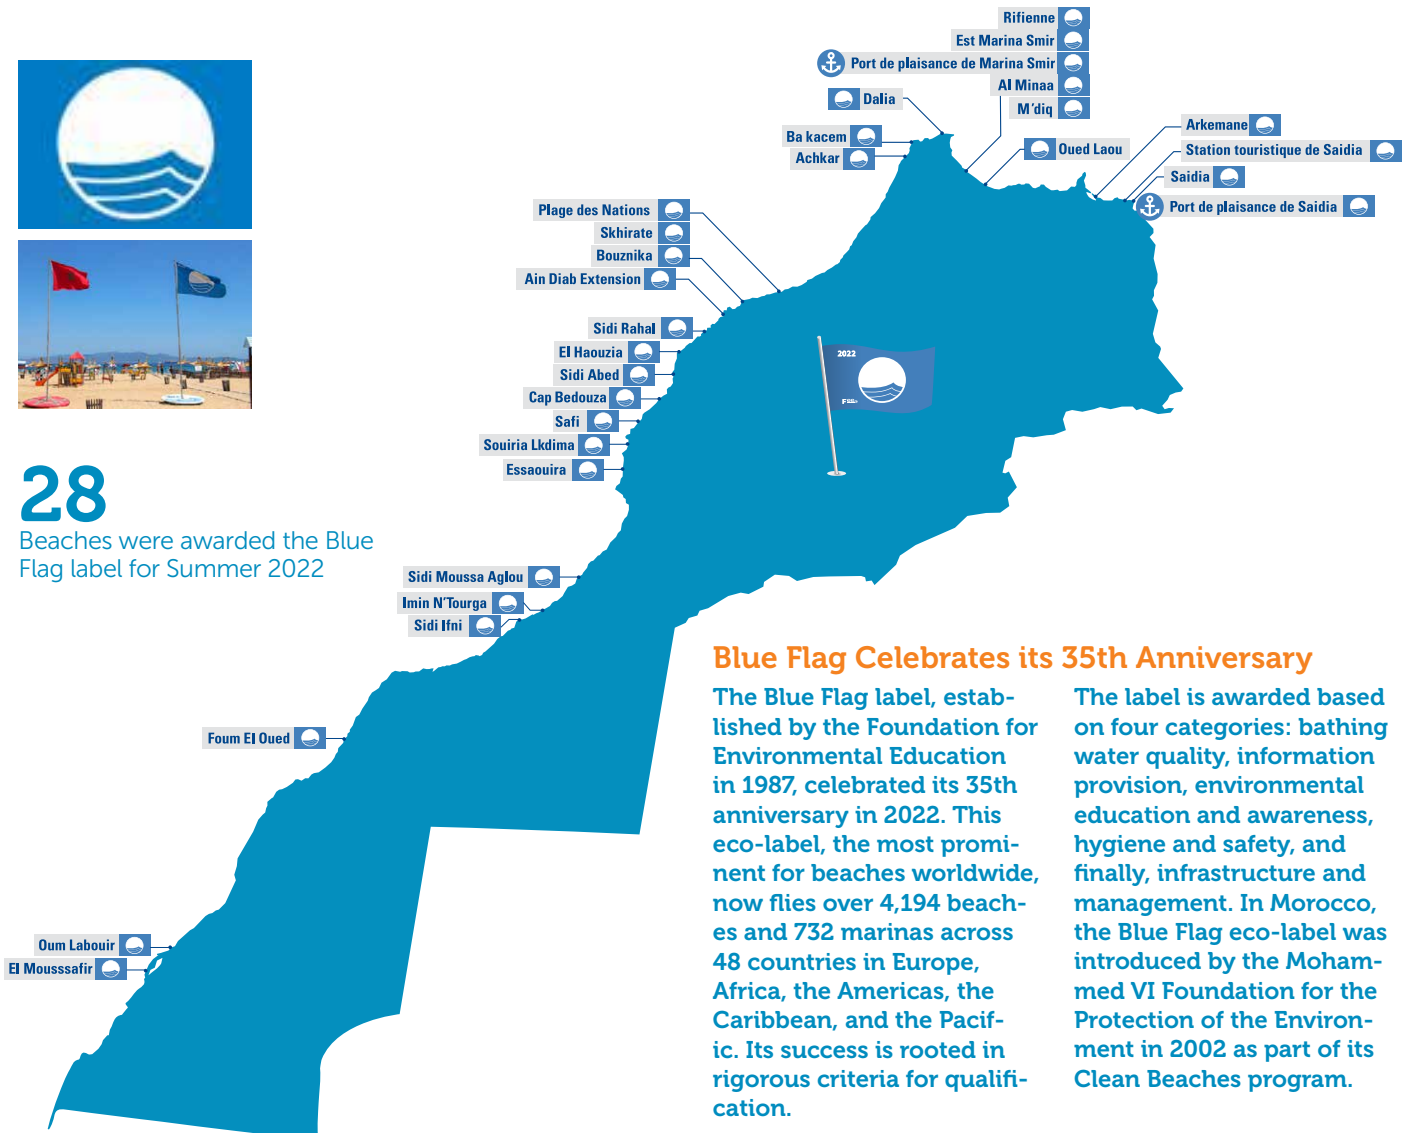 Rifienne
Est Marina Smir
Port de plaisance de Marina Smir
Al Minaa
M'diq
Dalia
Ba kacem
Achkar
Oued Laou
Arkemane
Station touristique de Saidia
Saidia
Port de plaisance de Saidia
Plage des Nations
Skhirate
Bouznika
Ain Diab Extension
Sidi Rahal
El Haouzia
Sidi Abed
Cap Bedouza
Safi
Souiria Lkdima
Essaouira
2022
28
Beaches were awarded the Blue
Flag label for Summer 2022
Sidi Moussa Aglou
Imin N'Tourga
Sidi Ifni
Foum El Oued
Oum Labouir
El Mousssafir
Blue Flag Celebrates its 35th Anniversary
The Blue Flag label, estab-
lished by the Foundation for
Environmental Education
in 1987, celebrated its 35th
anniversary in 2022. This
eco-label, the most promi-
nent for beaches worldwide,
now flies over 4,194 beach-
es and 732 marinas across
48 countries in Europe,
Africa, the Americas, the
Caribbean, and the Pacif-
ic. Its success is rooted in
rigorous criteria for qualifi-
cation.
The label is awarded based
on four categories: bathing
water quality, information
provision, environmental
education and awareness,
hygiene and safety, and
finally, infrastructure and
management. In Morocco,
the Blue Flag eco-label was
introduced by the Moham-
med VI Foundation for the
Protection of the Environ-
ment in 2002 as part of its
Clean Beaches program.